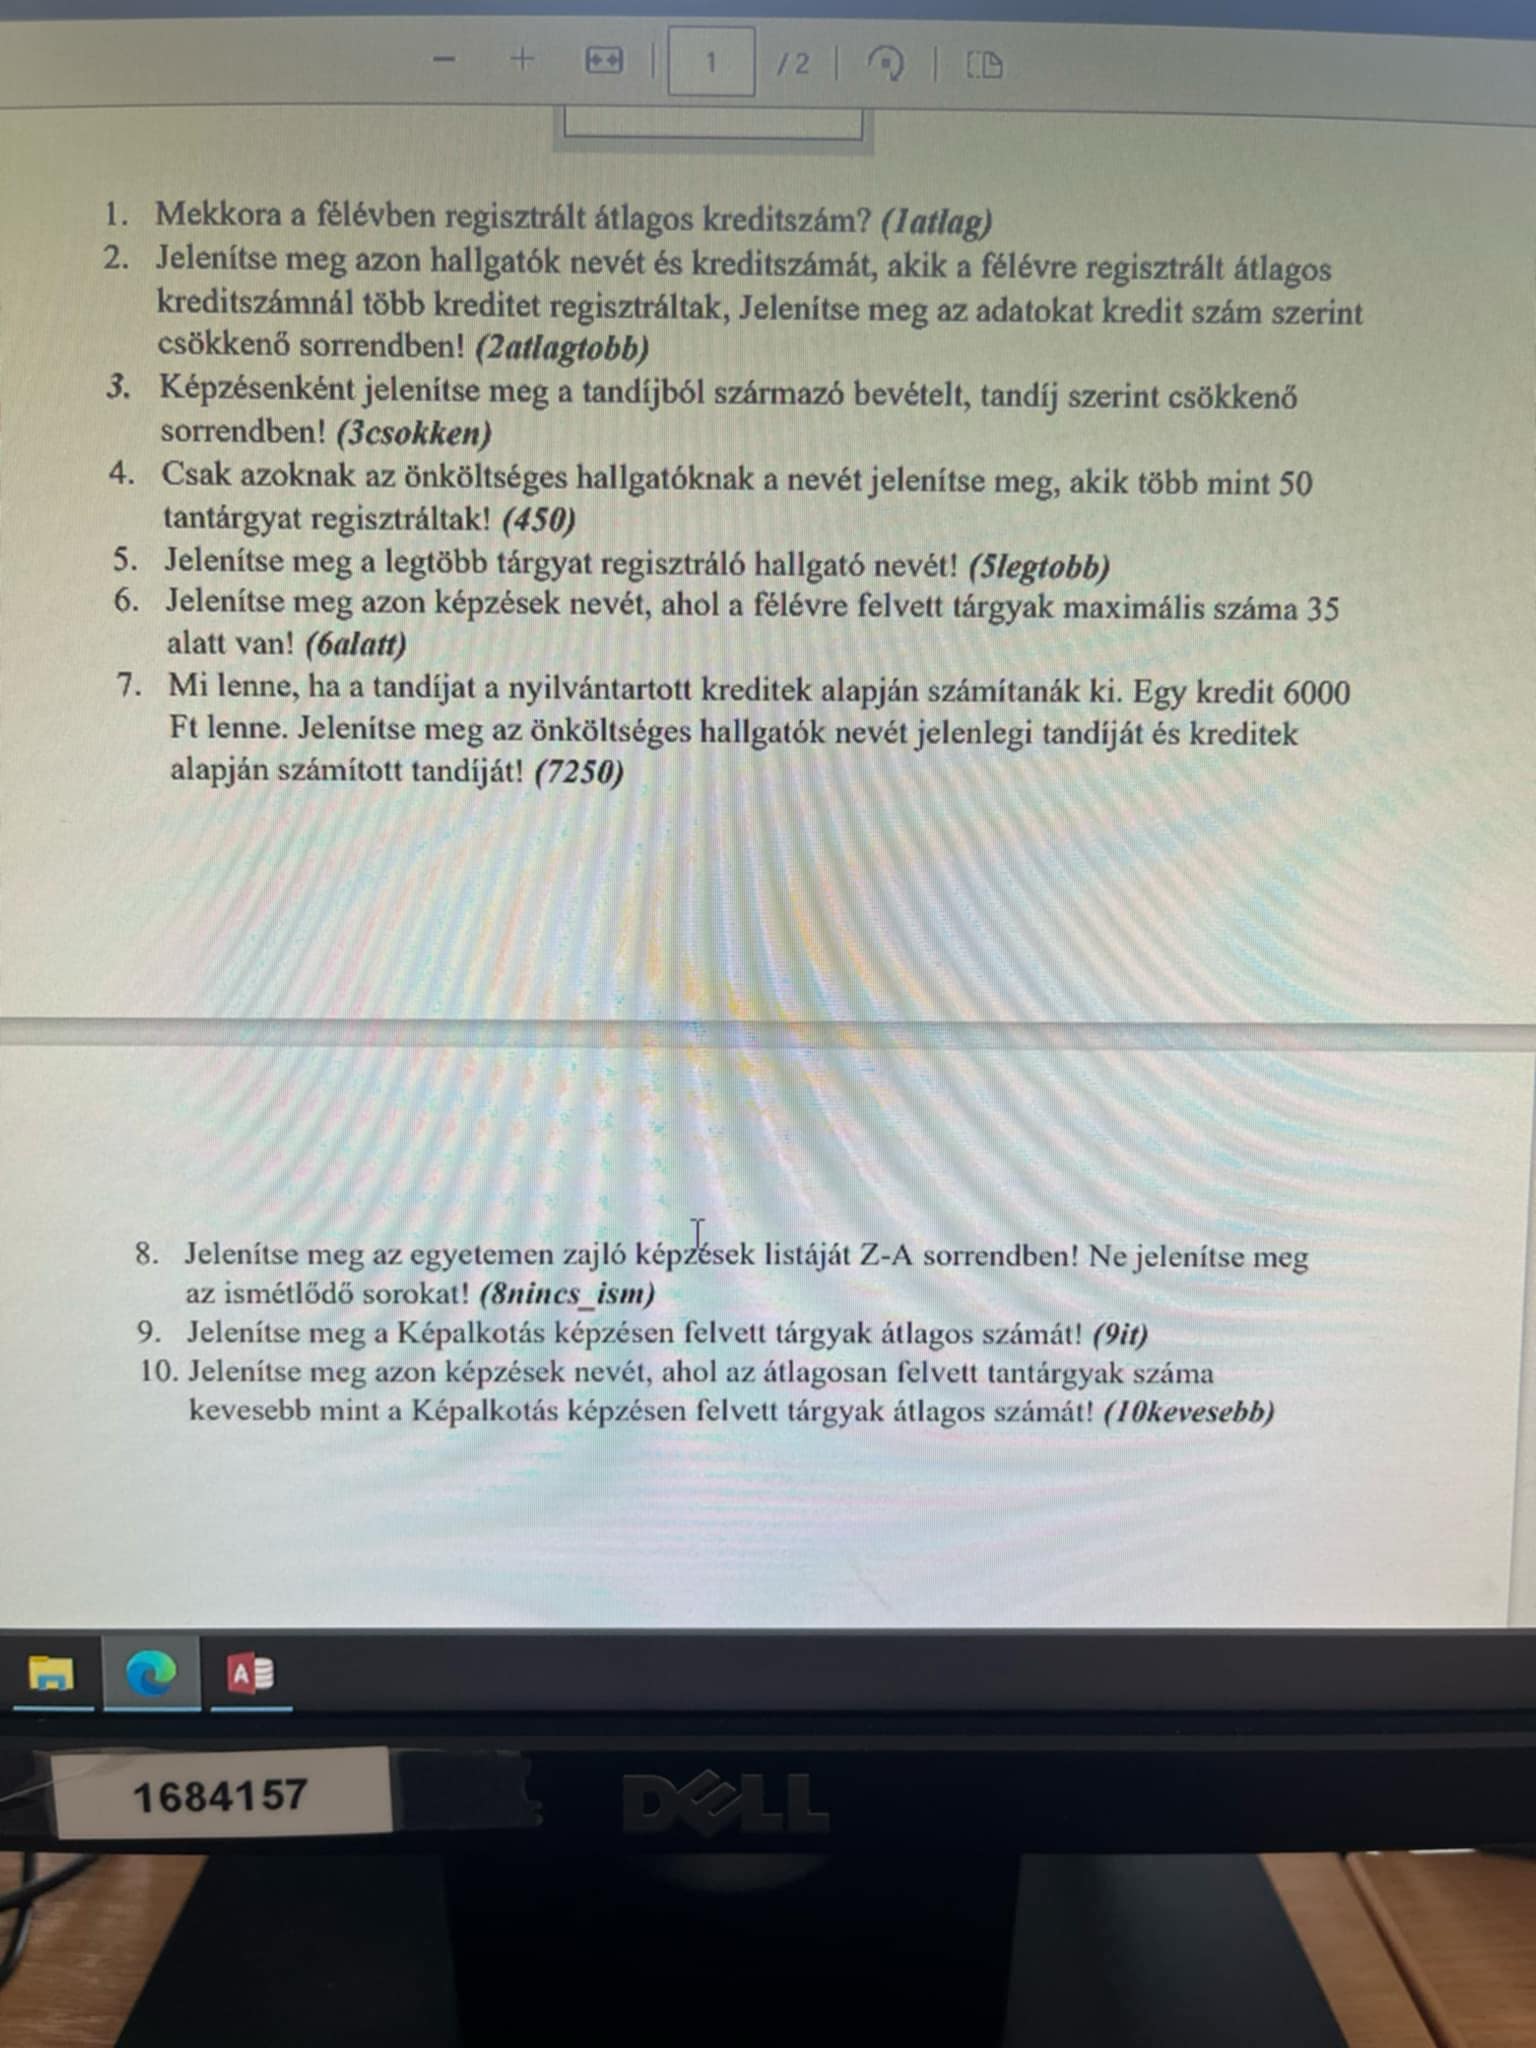 1 / 2
1. Mekkora a félévben regisztrált átlagos kreditszám? (1atlag)
2. Jelenítse meg azon hallgatók nevét és kreditszámát, akik a félévre regisztrált átlagos
kreditszámnál több kreditet regisztráltak, Jelenítse meg az adatokat kredit szám szerint
csökkenő sorrendben! (2atlagtobb)
3. Képzésenként jelenítse meg a tandíjból származó bevételt, tandíj szerint csökkenő
sorrendben! (3csokken)
4. Csak azoknak az önköltséges hallgatóknak a nevét jelenítse meg, akik több mint 50
tantárgyat regisztráltak! (450)
5. Jelenítse meg a legtöbb tárgyat regisztráló hallgató nevét! (5legtobb)
6. Jelenítse meg azon képzések nevét, ahol a félévre felvett tárgyak maximális száma 35
alatt van! (6alatt)
7. Mi lenne, ha a tandíjat a nyilvántartott kreditek alapján számítanák ki. Egy kredit 6000
Ft lenne. Jelenítse meg az önköltséges hallgatók nevét jelenlegi tandíját és kreditek
alapján számított tandíját! (7250)
8. Jelenítse meg az egyetemen zajló képzések listáját Z-A sorrendben! Ne jelenítse meg
az ismétlődő sorokat! (8nincs_ism)
9. Jelenítse meg a Képalkotás képzésen felvett tárgyak átlagos számát! (9it)
10. Jelenítse meg azon képzések nevét, ahol az átlagosan felvett tantárgyak száma
kevesebb mint a Képalkotás képzésen felvett tárgyak átlagos számát! (10kevesebb)
A
1684157
DELL